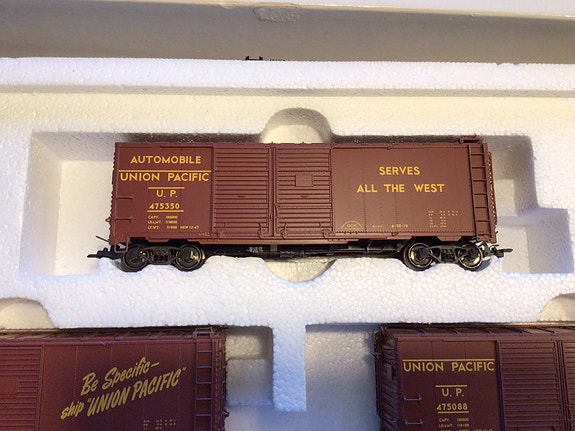 AUTOMOBILE
UNION PACIFIC
U. P.
475350
SERVES
ALL THE WEST
Be Specific-
ship "UNION PACIFIC"
UNION PACIFIC
U. P.
475088